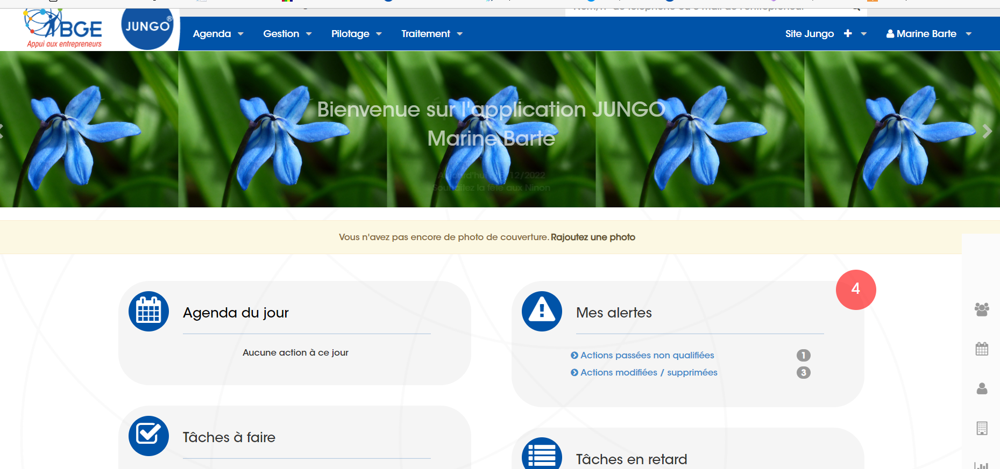 BGE
Appui aux entrepreneurs
JUNGO®
Agenda
Gestion
Pilotage
Traitement
Site Jungo
Marine Barte
Bienvenue sur l'application JUNGO
Marine Barte
Aujourd'hui 15/12/2022
Souhaitez la fête aux Ninon
Vous n'avez pas encore de photo de couverture. Rajoutez une photo
Agenda du jour
Aucune action à ce jour
4
Mes alertes
Actions passées non qualifiées 1
Actions modifiées / supprimées 3
Tâches à faire
Tâches en retard